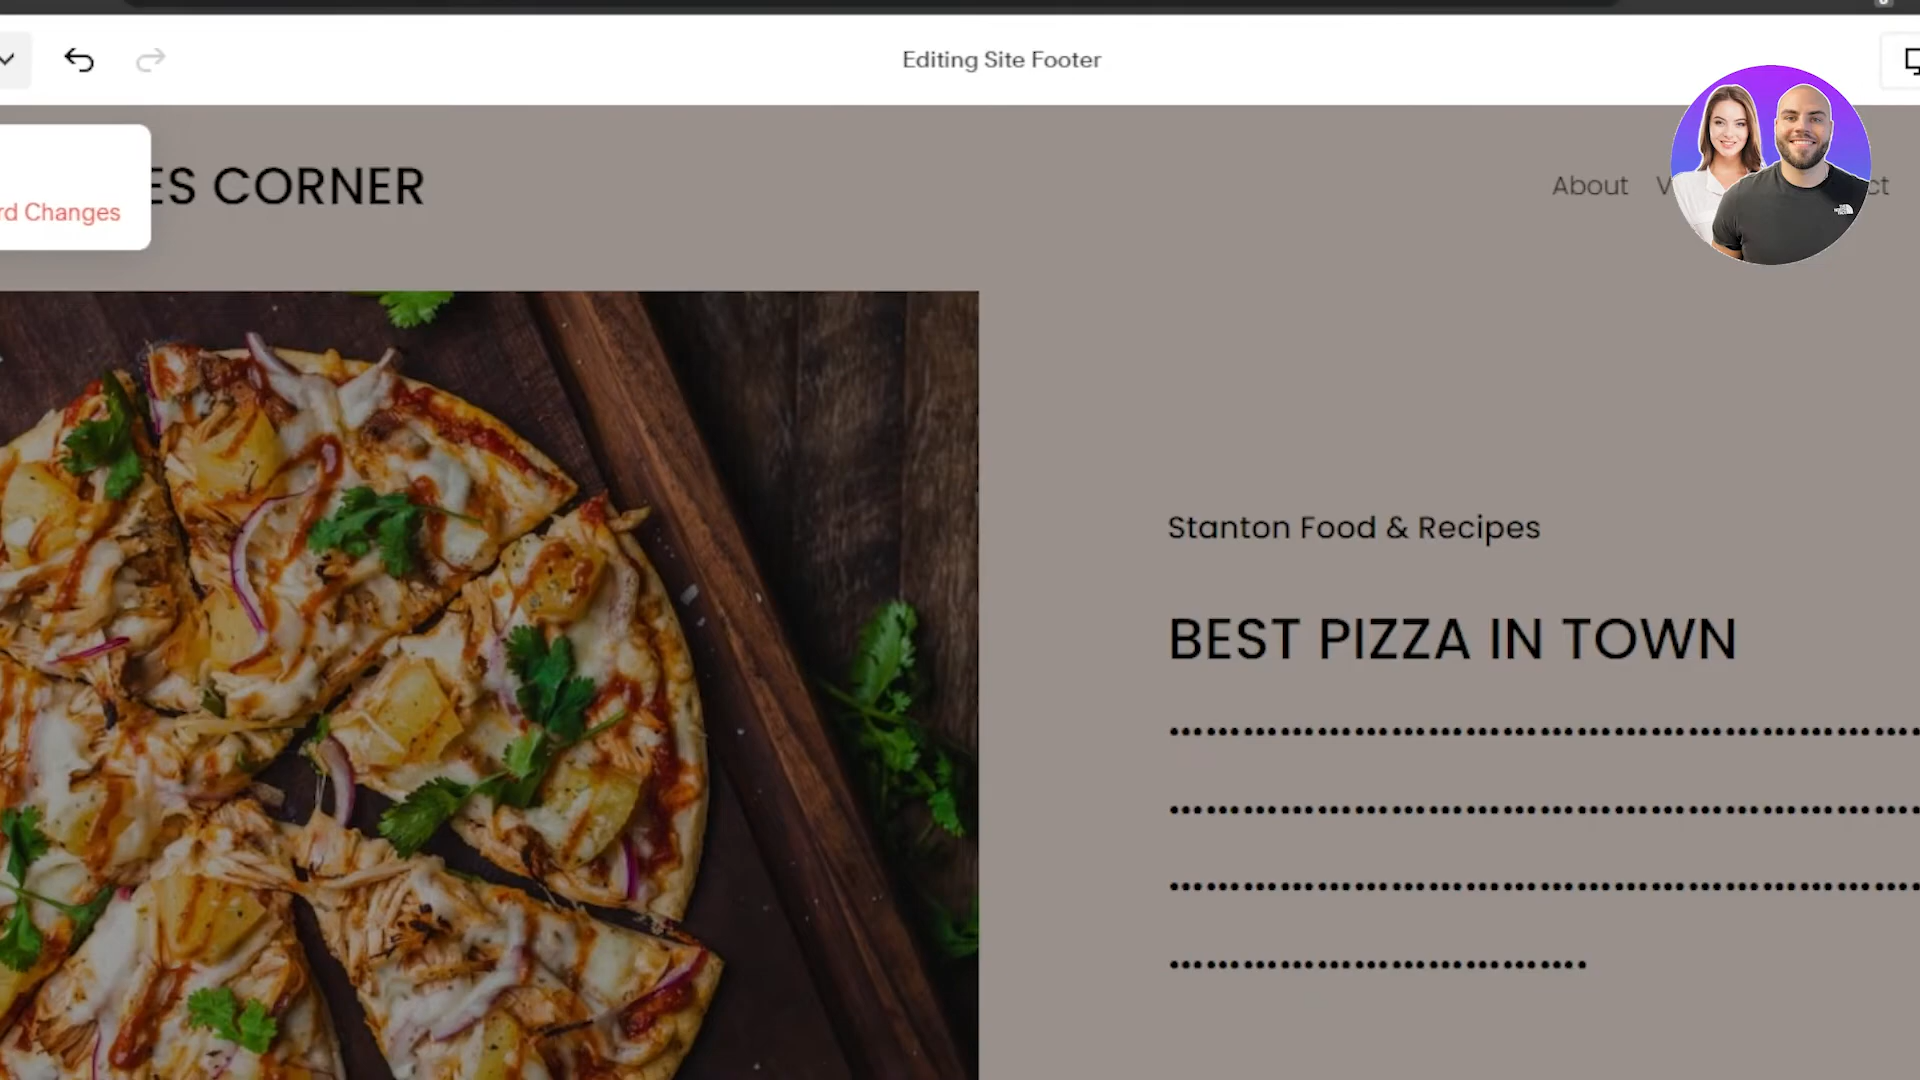 Editing Site Footer
ES CORNER
rd Changes
About
Stanton Food & Recipes
BEST PIZZA IN TOWN